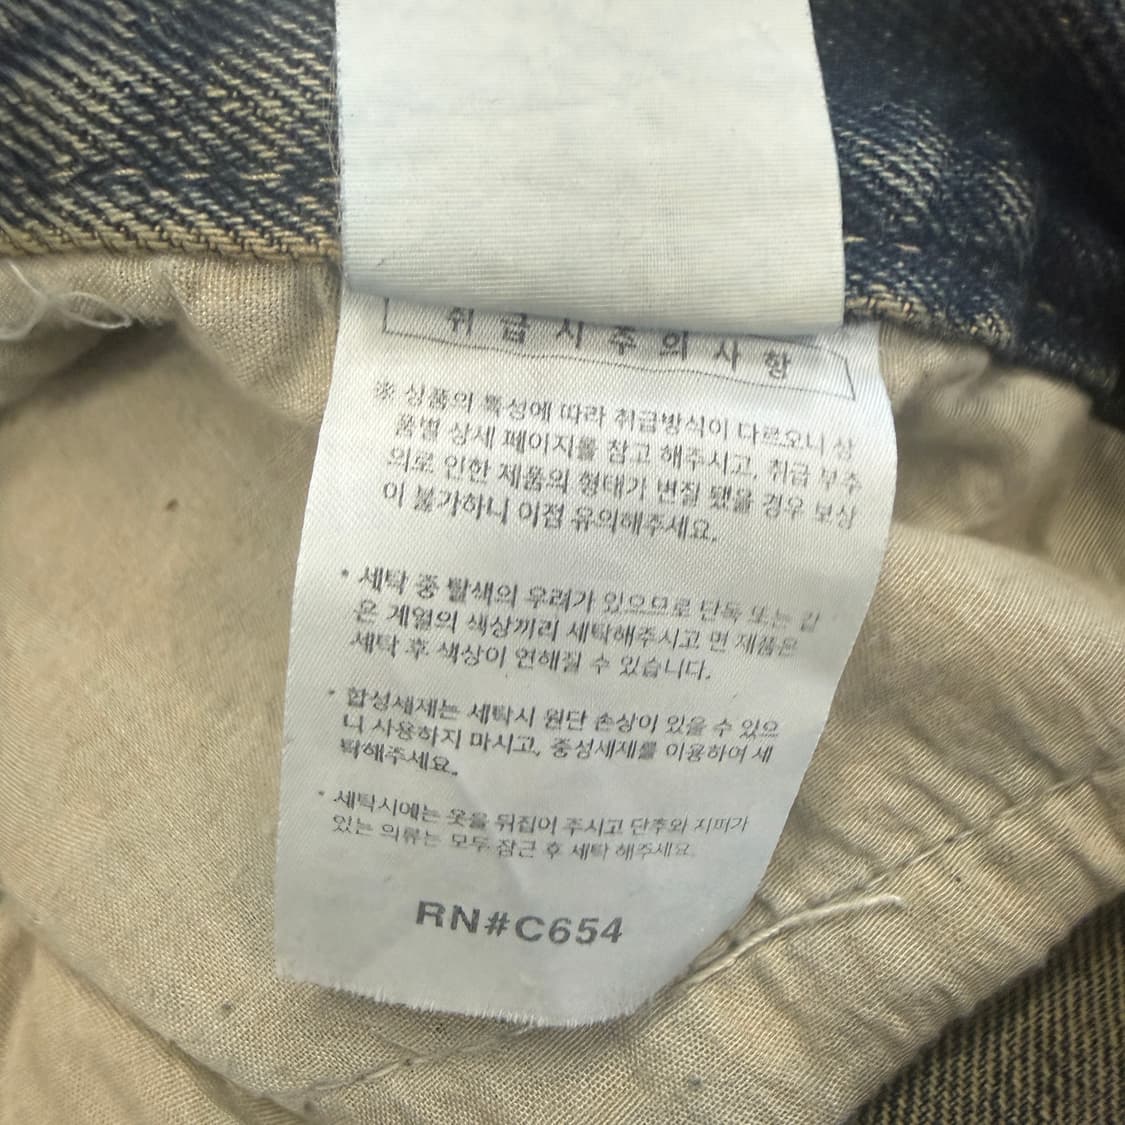 취급시주의사항
※ 상품의 특성에 따라 취급방식이 다르오니 상
품별 상세 페이지를 참고 해주시고, 취급 부주
의로 인한 제품의 형태가 변질 됐을 경우 보상
이 불가하니 이점 유의해주세요.
* 세탁 중 탈색의 우려가 있으므로 단독 또는 같
은 계열의 색상끼리 세탁해주시고 면 제품은
세탁 후 색상이 연해질 수 있습니다.
* 합성세제는 세탁시 원단 손상이 있을 수 있으
니 사용하지 마시고, 중성세제를 이용하여 세
탁해주세요.
* 세탁시에는 옷을 뒤집어 주시고 단추와 지퍼가
있는 의류는 모두 잠근 후 세탁 해주세요.
RN#C654